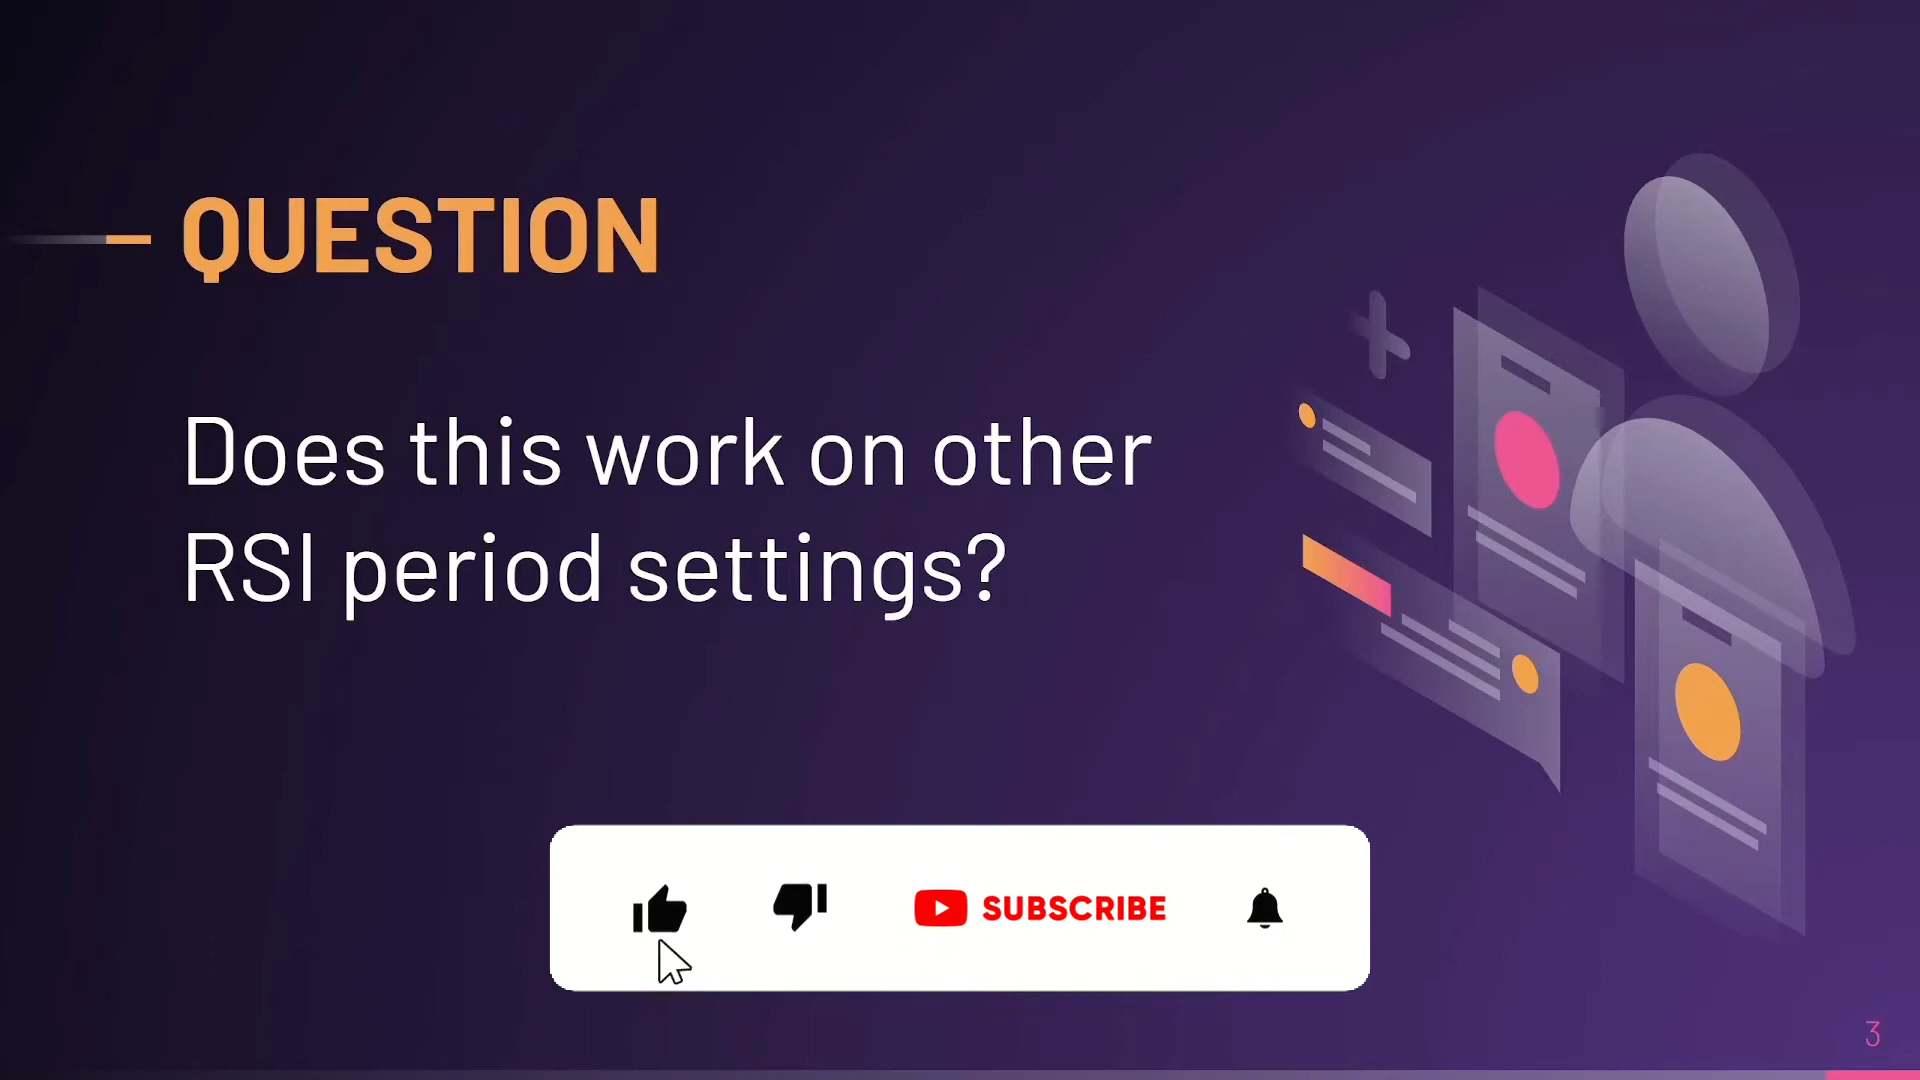 QUESTION
Does this work on other
RSI period settings?
SUBSCRIBE
3